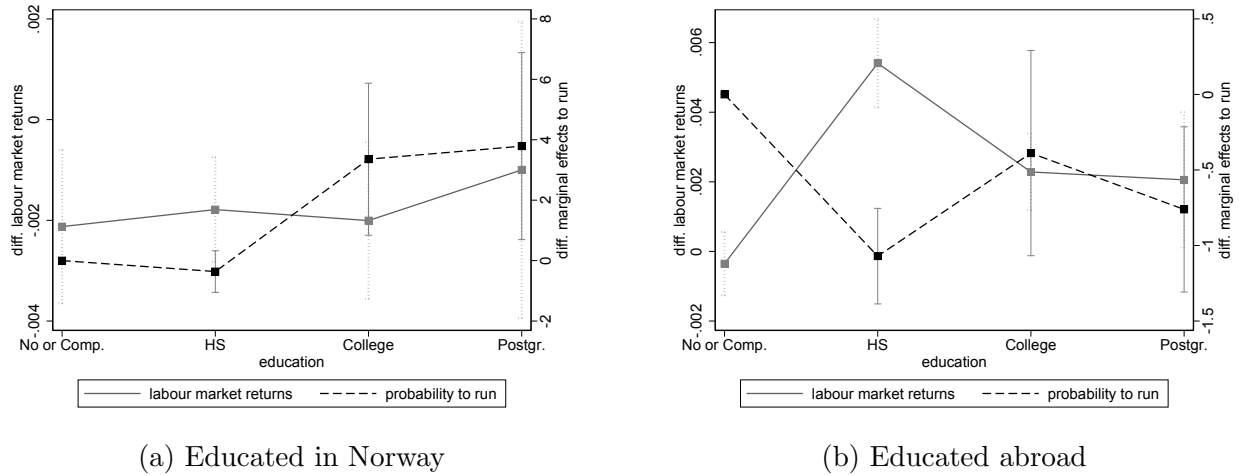 .002
0
-.002
-.004
diff. labour market returns
8
6
4
2
0
-2
diff. marginal effects to run
No or Comp. HS College Postgr.
education
labour market returns probability to run
(a) Educated in Norway
.006
.004
.002
0
-.002
diff. labour market returns
.5
0
-.5
-1
-1.5
diff. marginal effects to run
No or Comp. HS College Postgr.
education
labour market returns probability to run
(b) Educated abroad